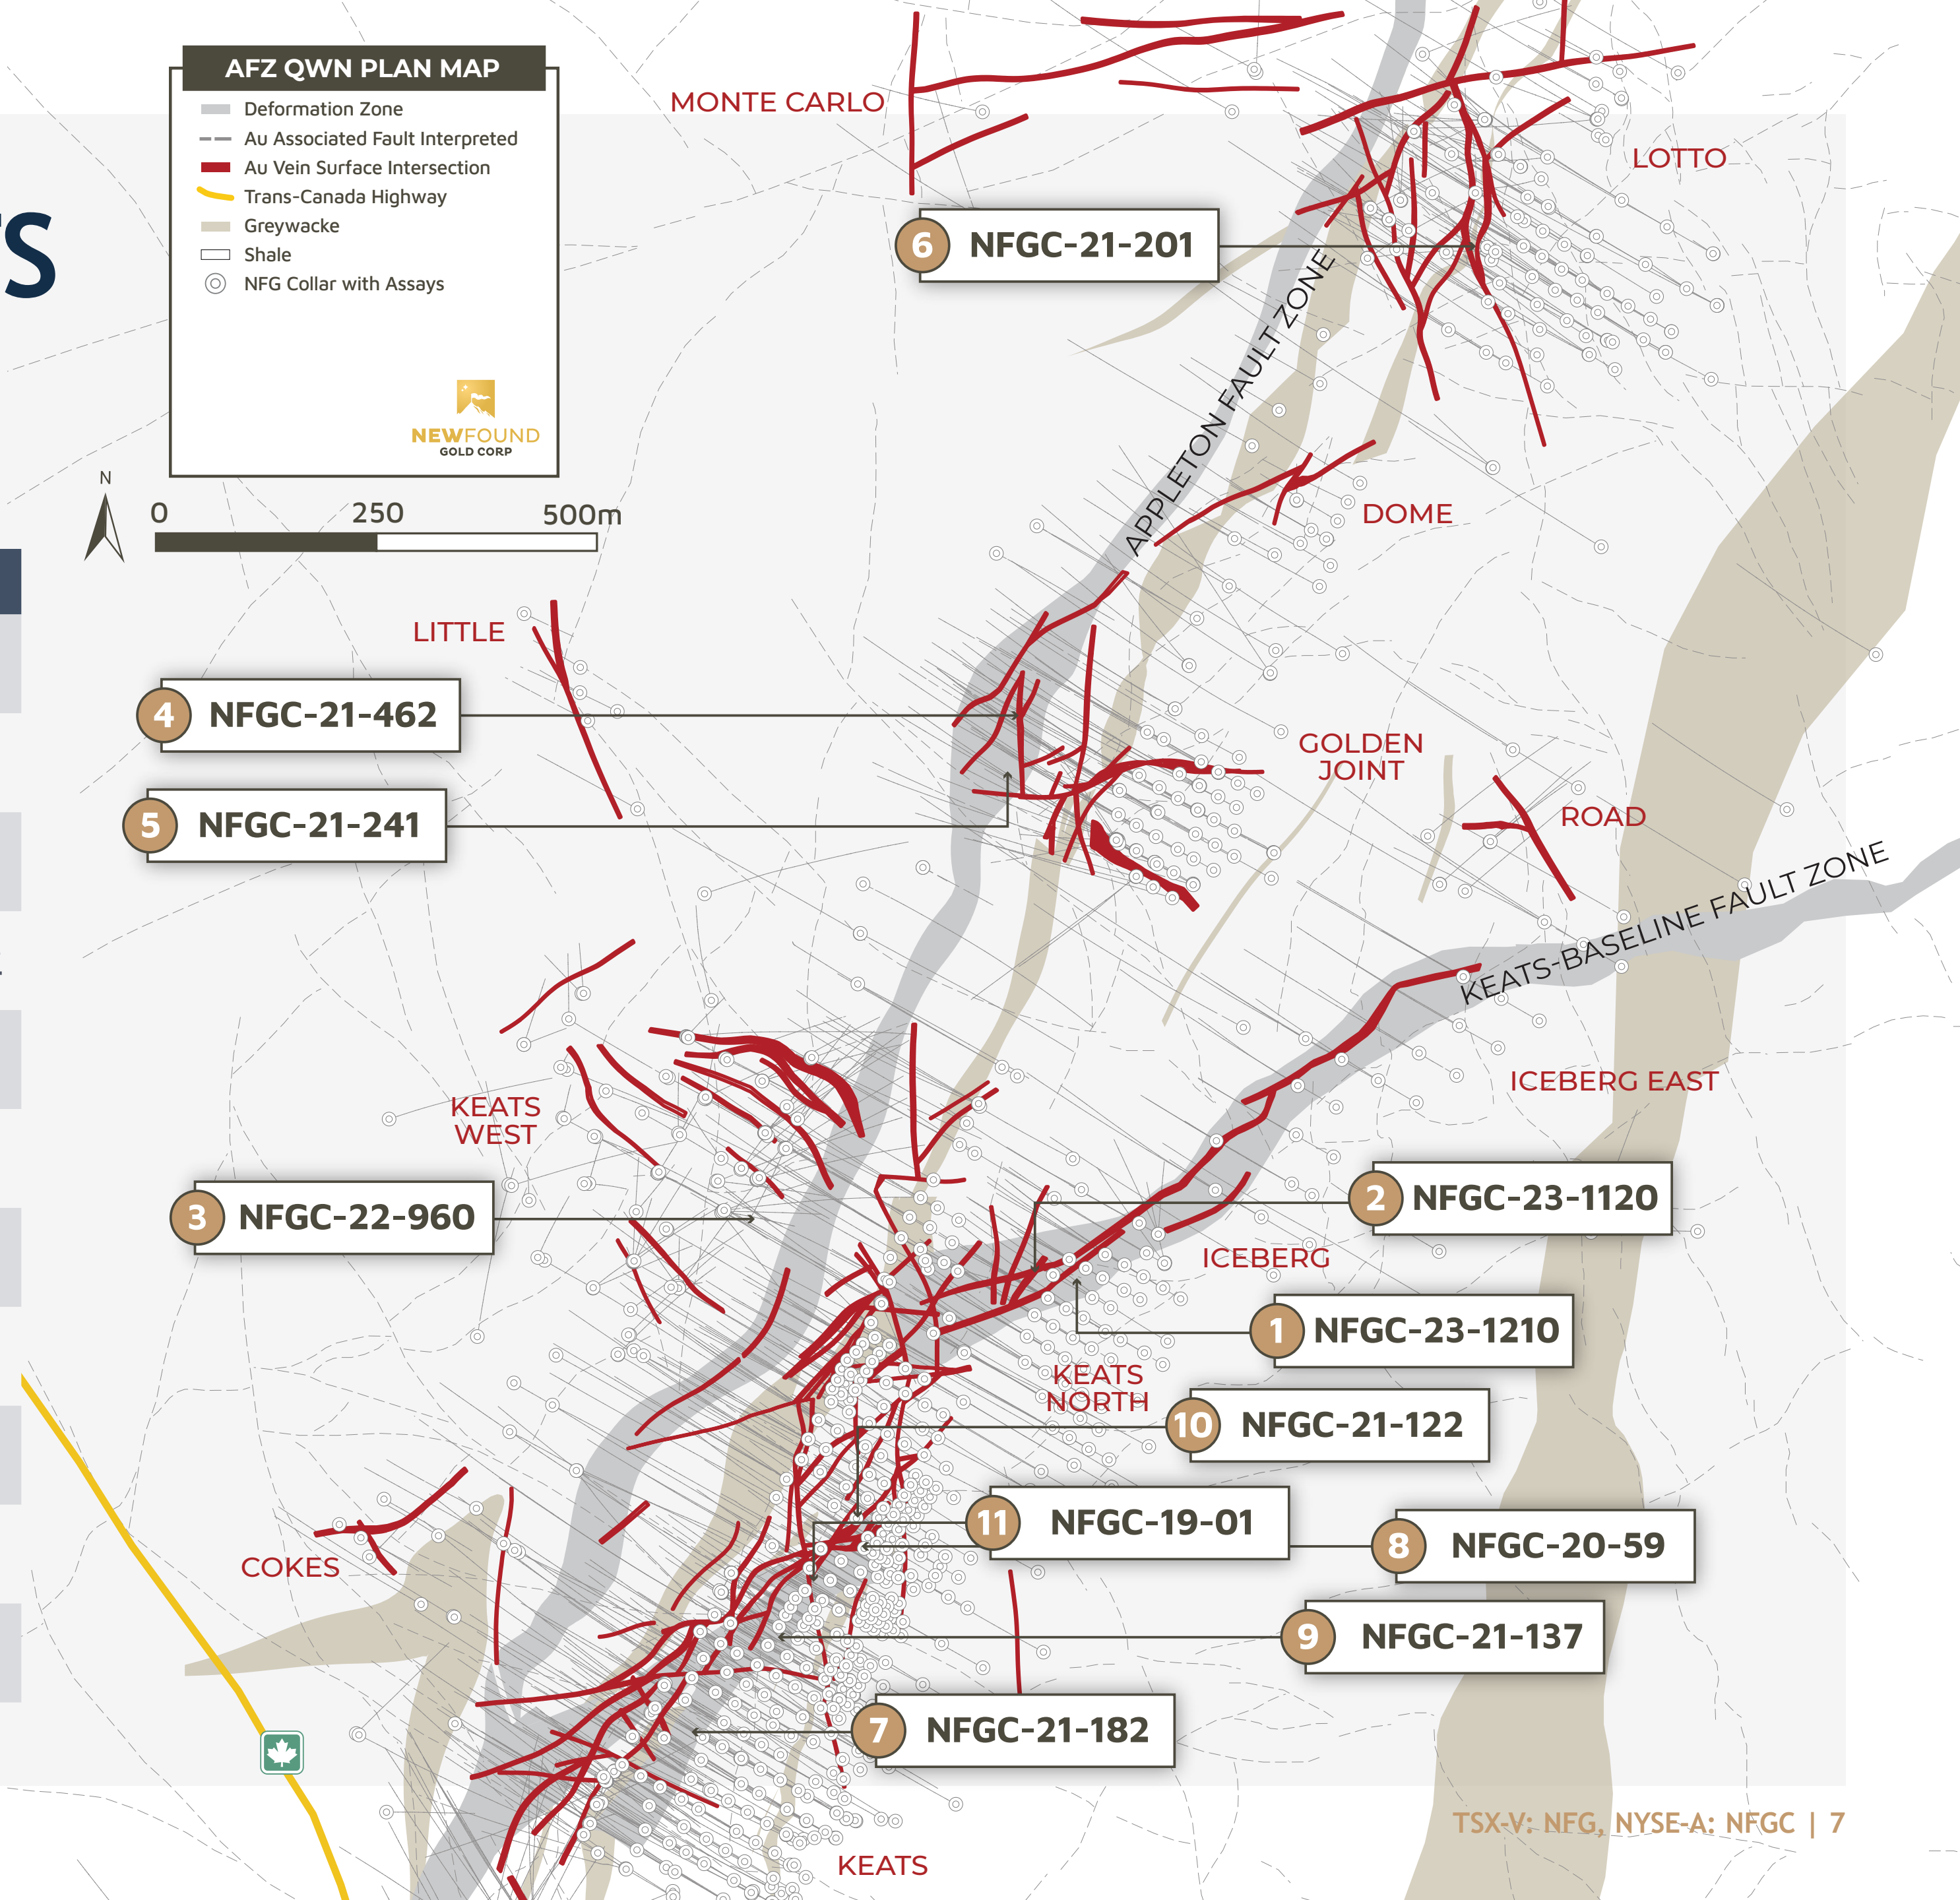 S
AFZ QWN PLAN MAP
Deformation Zone
Au Associated Fault Interpreted
Au Vein Surface Intersection
Trans-Canada Highway
Greywacke
Shale
NFG Collar with Assays
NEWFOUND
GOLD CORP
N
0 250 500m
MONTE CARLO
LOTTO
6 NFGC-21-201
APPLETON FAULT ZONE
DOME
LITTLE
4 NFGC-21-462
GOLDEN
JOINT
5 NFGC-21-241
ROAD
KEATS-BASELINE FAULT ZONE
ICEBERG EAST
KEATS
WEST
2 NFGC-23-1120
3 NFGC-22-960
ICEBERG
1 NFGC-23-1210
KEATS
NORTH
10 NFGC-21-122
11 NFGC-19-01
8 NFGC-20-59
COKES
9 NFGC-21-137
7 NFGC-21-182
TSX-V: NFG, NYSE-A: NFGC | 7
KEATS